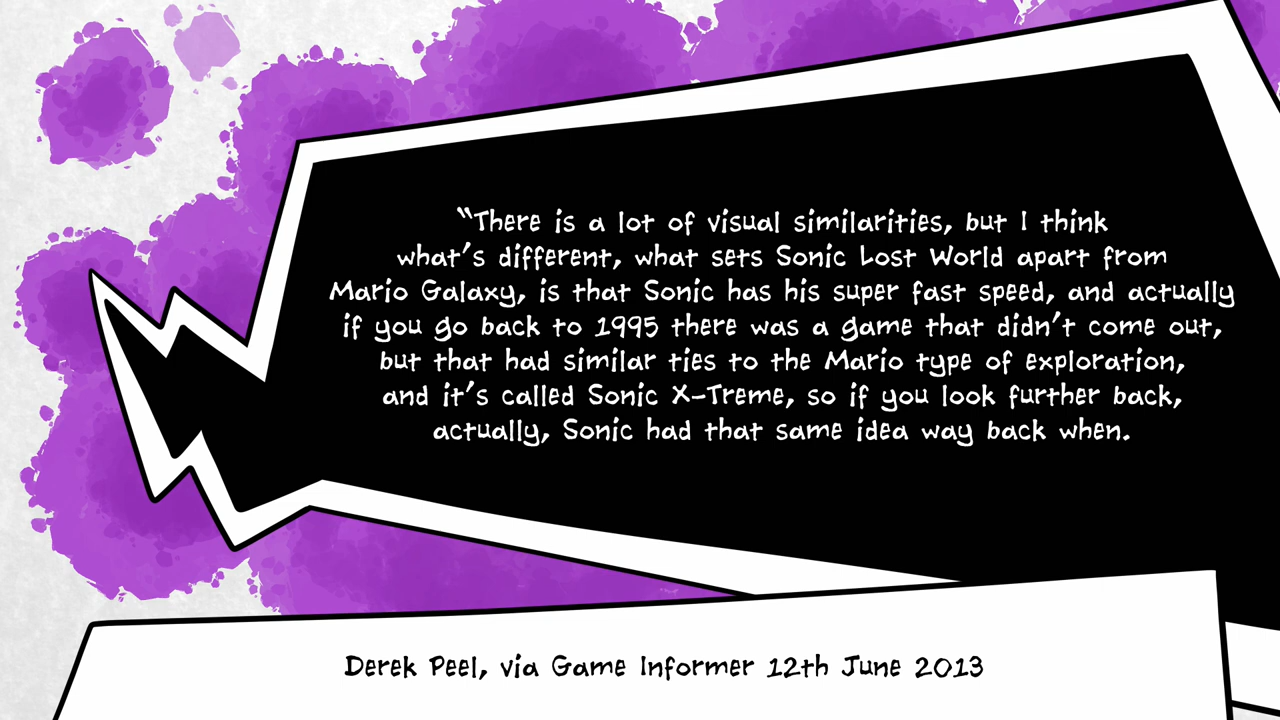 “There is a lot of visual similarities, but I think
what's different, what sets Sonic Lost World apart from
Mario Galaxy, is that Sonic has his super fast speed, and actually
if you go back to 1995 there was a game that didn't come out,
but that had similar ties to the Mario type of exploration,
and it's called Sonic X-Treme, so if you look further back,
actually, Sonic had that same idea way back when.
Derek Peel, via Game Informer 12th June 2013